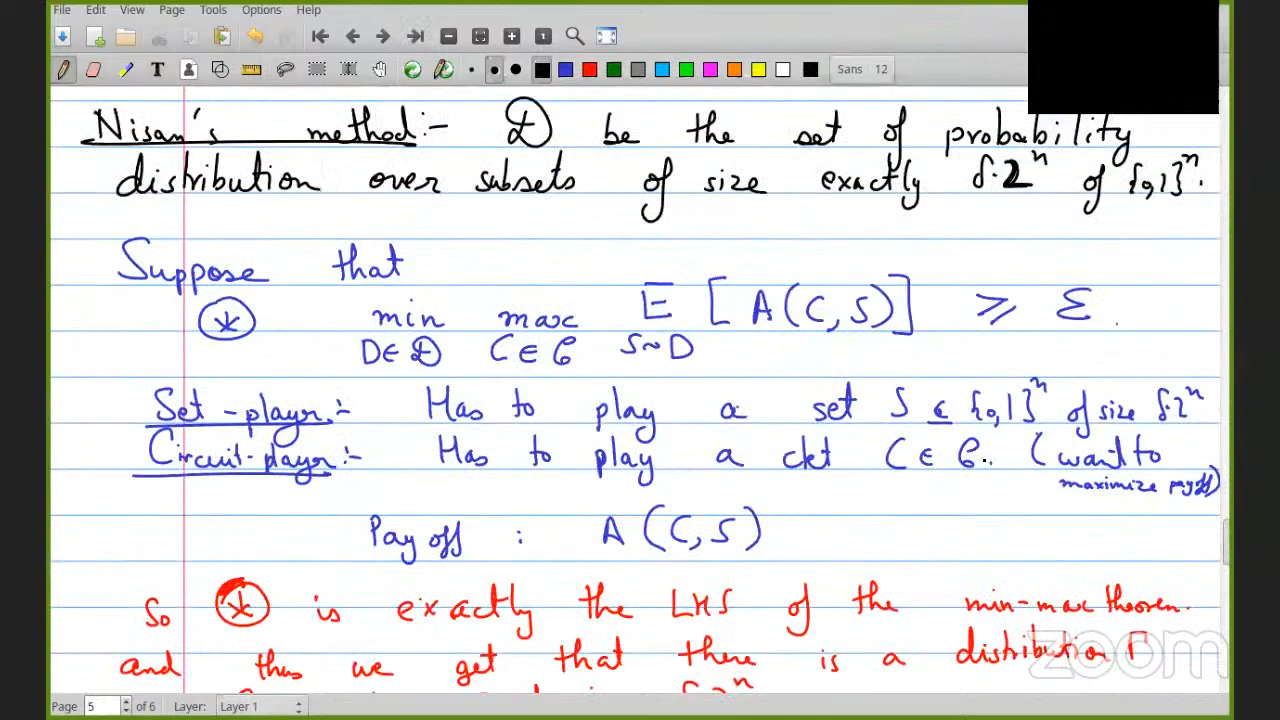 File Edit View Page Tools Options Help
Sans 12
Nisan's method:- 𝒟 be the set of probability
distribution over subsets of size exactly δ·2ⁿ of {0,1}ⁿ.
Suppose that
(*) min max E [A(C,S)] ⩾ Ɛ.
D∈𝒟 C∈𝒞 S~D
Set-player:- Has to play a set S ⊆ {0,1}ⁿ of size δ·2ⁿ
Circuit-player:- Has to play a ckt C ∈ 𝒞. (want to
maximize payoff)
Pay off : A (C,S)
So (*) is exactly the LHS of the min-max theorem.
and thus we get that there is a distribution
zoom
Page 5 of 6 Layer: Layer 1